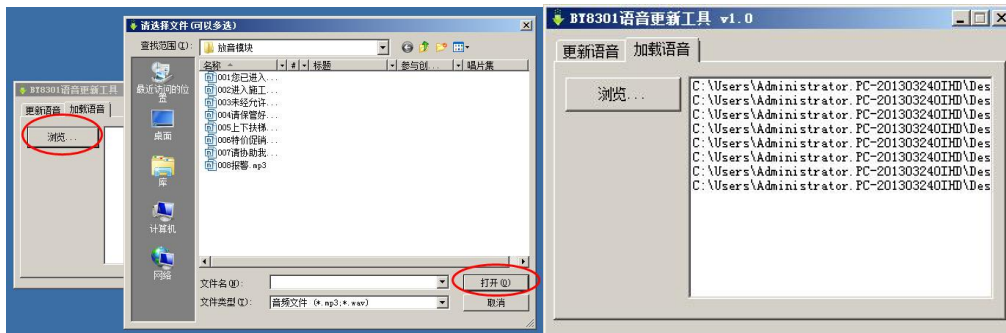 BY8301语音更新工具
更新语音 加载语音
浏览...
请选择文件(可以多选)
查找范围(I): 放音模块
名称 # 标题 参与创... 唱片集
001您已进入...
002进入施工...
003未经允许...
004请保管好...
005上下扶梯...
006特价促销...
007请协助我...
008报警.mp3
最近访问的位置
桌面
库
计算机
网络
文件名(N): 打开(O)
文件类型(T): 音频文件 (*.mp3;*.wav) 取消
BY8301语音更新工具 v1.0
更新语音 加载语音
浏览...
C:\Users\Administrator.PC-201303240IHD\Des
C:\Users\Administrator.PC-201303240IHD\Des
C:\Users\Administrator.PC-201303240IHD\Des
C:\Users\Administrator.PC-201303240IHD\Des
C:\Users\Administrator.PC-201303240IHD\Des
C:\Users\Administrator.PC-201303240IHD\Des
C:\Users\Administrator.PC-201303240IHD\Des
C:\Users\Administrator.PC-201303240IHD\Des